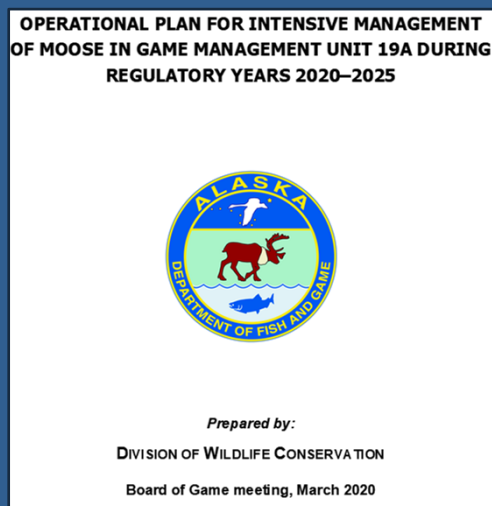 OPERATIONAL PLAN FOR INTENSIVE MANAGEMENT
OF MOOSE IN GAME MANAGEMENT UNIT 19A DURING
REGULATORY YEARS 2020–2025
ALASKA
DEPARTMENT OF FISH AND GAME
Prepared by:
DIVISION OF WILDLIFE CONSERVATION
Board of Game meeting, March 2020